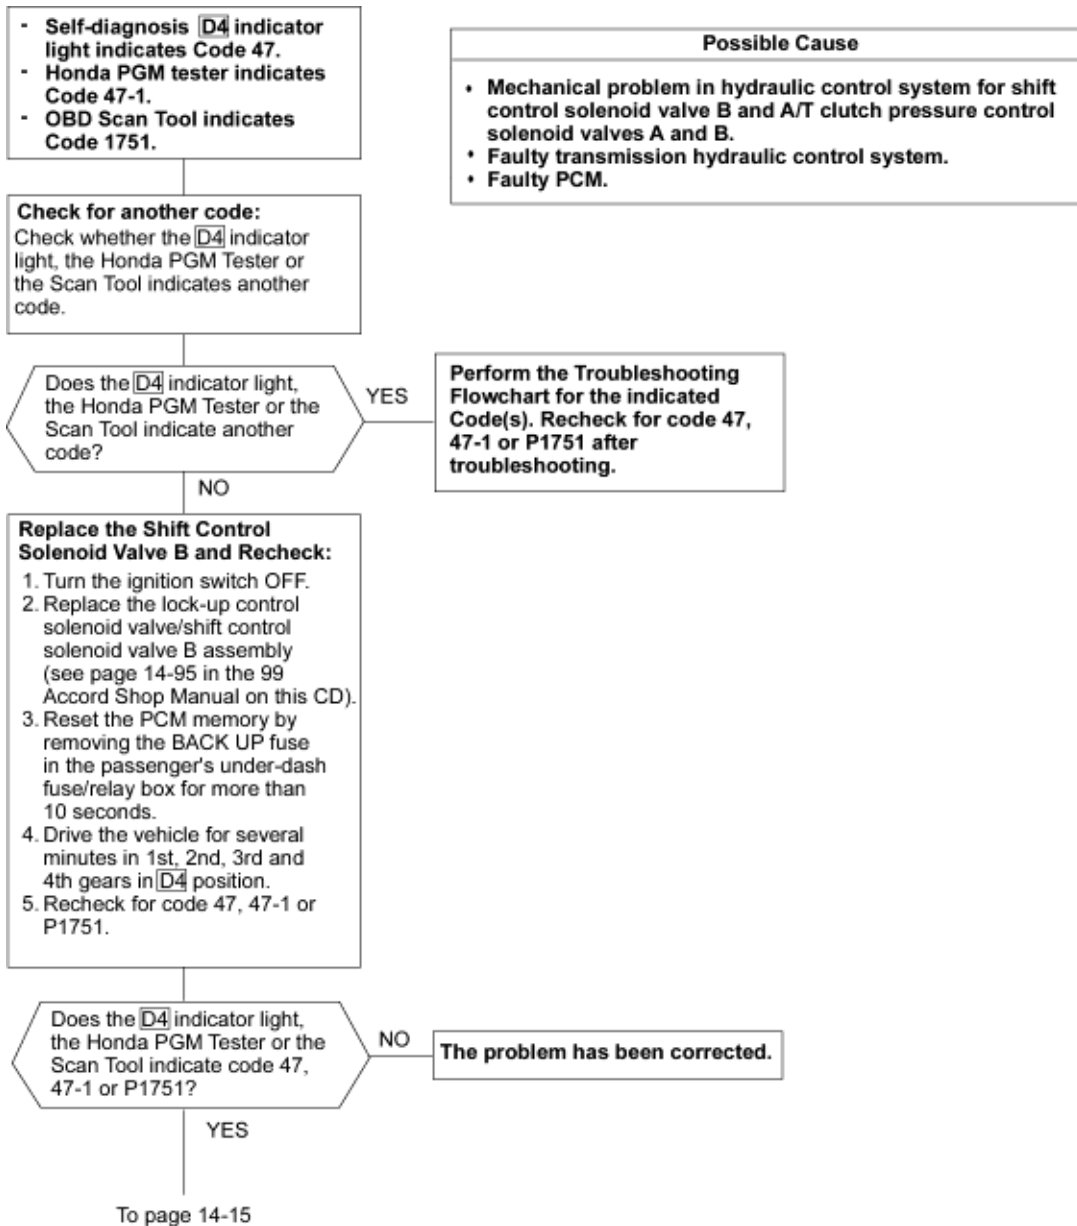 - Self-diagnosis D4 indicator
light indicates Code 47.
- Honda PGM tester indicates
Code 47-1.
- OBD Scan Tool indicates
Code 1751.
Possible Cause
• Mechanical problem in hydraulic control system for shift
control solenoid valve B and A/T clutch pressure control
solenoid valves A and B.
• Faulty transmission hydraulic control system.
• Faulty PCM.
Check for another code:
Check whether the D4 indicator
light, the Honda PGM Tester or
the Scan Tool indicates another
code.
Does the D4 indicator light,
the Honda PGM Tester or the
Scan Tool indicate another
code?
YES
Perform the Troubleshooting
Flowchart for the indicated
Code(s). Recheck for code 47,
47-1 or P1751 after
troubleshooting.
NO
Replace the Shift Control
Solenoid Valve B and Recheck:
1. Turn the ignition switch OFF.
2. Replace the lock-up control
solenoid valve/shift control
solenoid valve B assembly
(see page 14-95 in the 99
Accord Shop Manual on this CD).
3. Reset the PCM memory by
removing the BACK UP fuse
in the passenger's under-dash
fuse/relay box for more than
10 seconds.
4. Drive the vehicle for several
minutes in 1st, 2nd, 3rd and
4th gears in D4 position.
5. Recheck for code 47, 47-1 or
P1751.
Does the D4 indicator light,
the Honda PGM Tester or the
Scan Tool indicate code 47,
47-1 or P1751?
NO
The problem has been corrected.
YES
To page 14-15